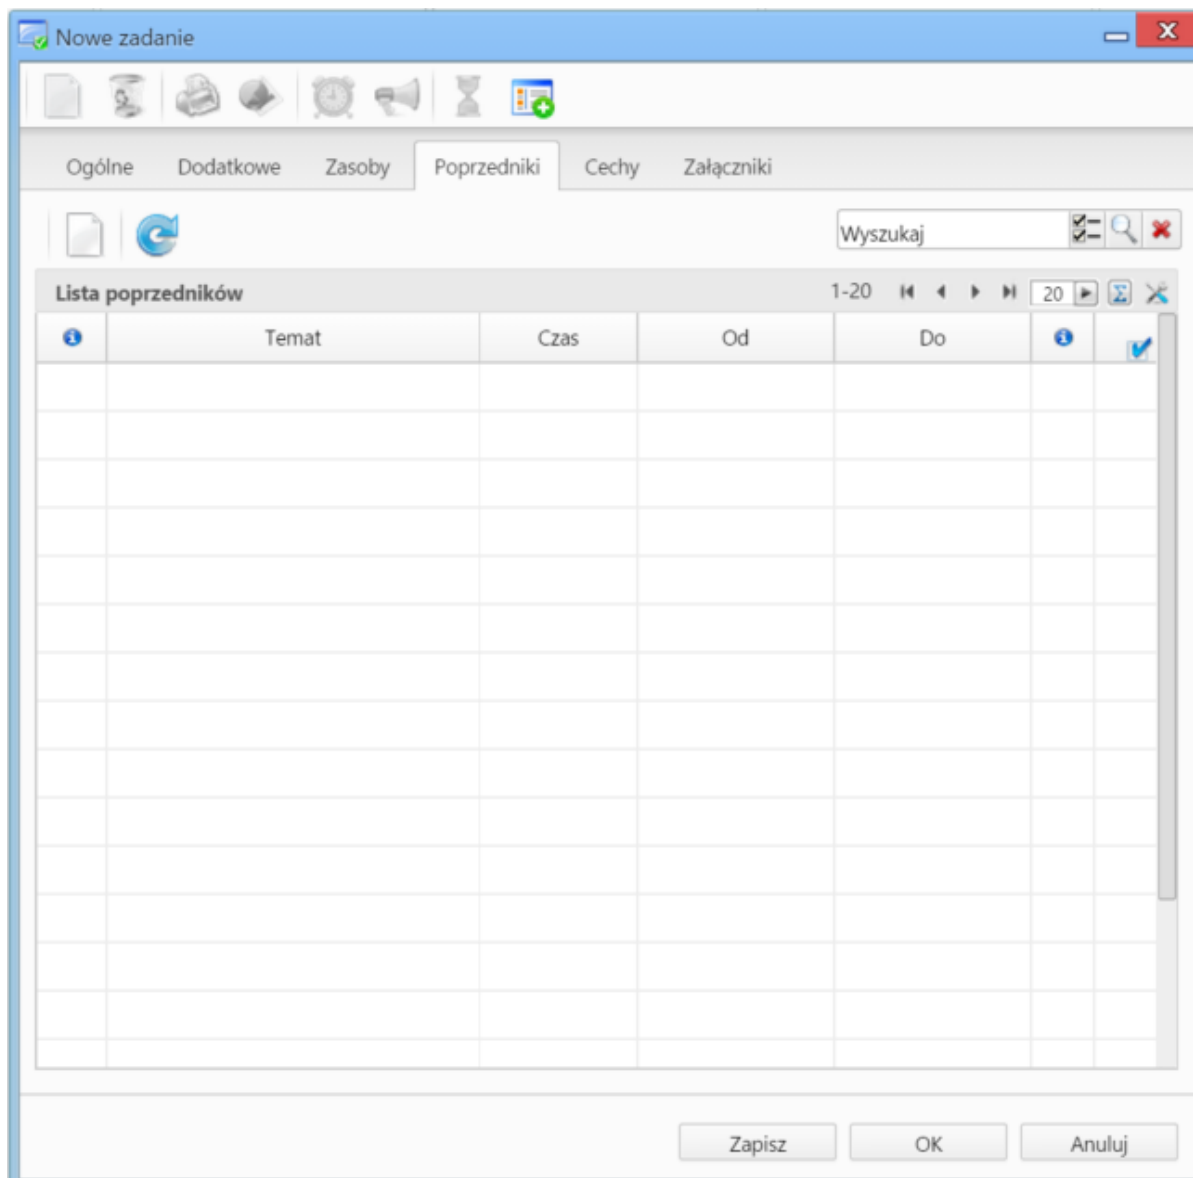 Nowe zadanie
Ogólne Dodatkowe Zasoby Poprzedniki Cechy Załączniki
Wyszukaj
Lista poprzedników 1-20 20
Temat Czas Od Do
Zapisz OK Anuluj